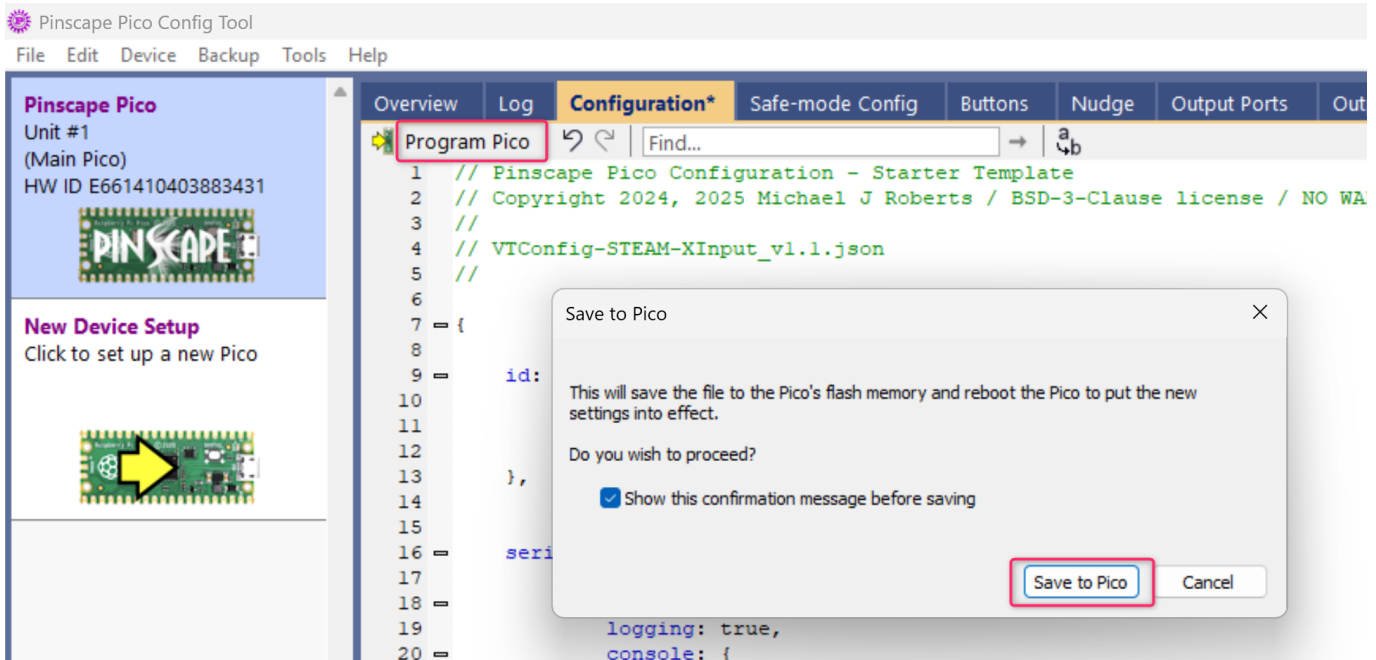 Pinscape Pico Config Tool
File Edit Device Backup Tools Help
Pinscape Pico
Unit #1
(Main Pico)
HW ID E661410403883431
PINSCAPE
New Device Setup
Click to set up a new Pico
Overview Log Configuration* Safe-mode Config Buttons Nudge Output Ports Out
Program Pico Find... a b
1 // Pinscape Pico Configuration - Starter Template
2 // Copyright 2024, 2025 Michael J Roberts / BSD-3-Clause license / NO WA
3 //
4 // VTConfig-STEAM-XInput_v1.1.json
5 //
6
7 {
8
9 id:
10
11
12
13 },
14
15
16 seri
17
18
19 logging: true,
20 console: {
Save to Pico
This will save the file to the Pico's flash memory and reboot the Pico to put the new
settings into effect.
Do you wish to proceed?
Show this confirmation message before saving
Save to Pico Cancel